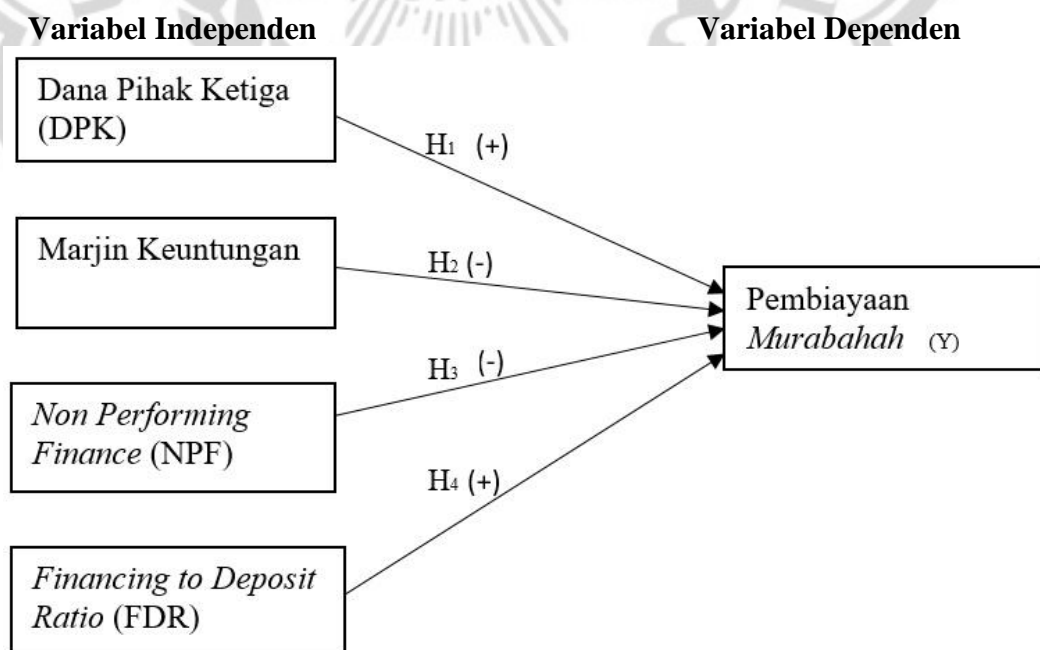 Variabel Independen
Variabel Dependen
Dana Pihak Ketiga
(DPK)
H1 (+)
Marjin Keuntungan
H2 (-)
Pembiayaan
Murabahah (Y)
Non Performing
Finance (NPF)
H3 (-)
H4 (+)
Financing to Deposit
Ratio (FDR)